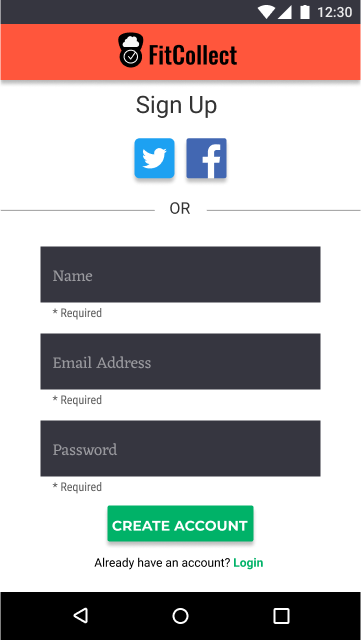 12:30
FitCollect
Sign Up
OR
Name
* Required
Email Address
* Required
Password
* Required
CREATE ACCOUNT
Already have an account? Login